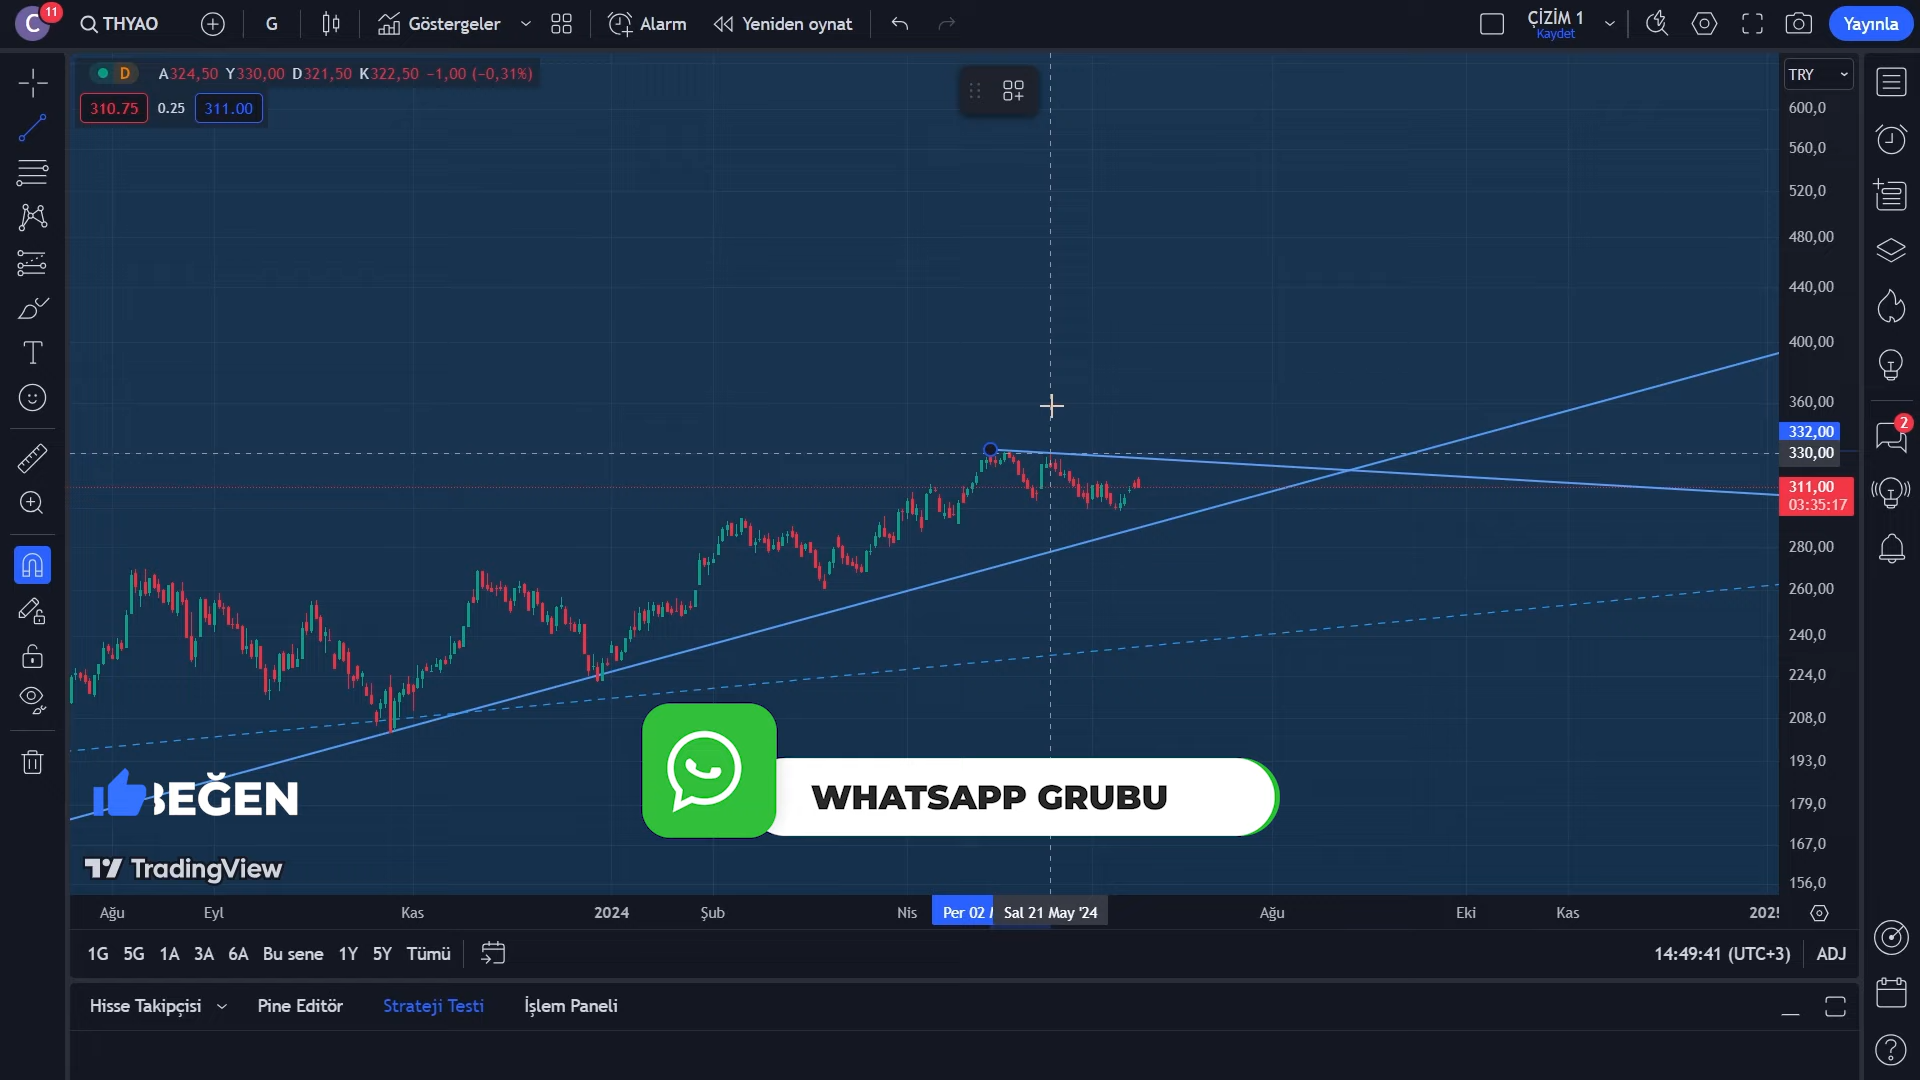 C 11 THYAO G Göstergeler Alarm Yeniden oynat ÇİZİM 1 Kaydet Yayınla
D A324,50 Y330,00 D321,50 K322,50 −1,00 (−0,31%)
310.75 0.25 311.00
TRY
600,0
560,0
520,0
480,00
440,00
400,00
360,00
332,00
330,00
311,00
03:35:17
280,00
260,00
240,0
224,0
208,0
193,0
179,0
167,0
156,0
2
BEĞEN
WHATSAPP GRUBU
TradingView
Ağu Eyl Kas 2024 Şub Nis Per 02 Sal 21 May '24 Ağu Eki Kas 2025
1G 5G 1A 3A 6A Bu sene 1Y 5Y Tümü 14:49:41 (UTC+3) ADJ
Hisse Takipçisi Pine Editör Strateji Testi İşlem Paneli